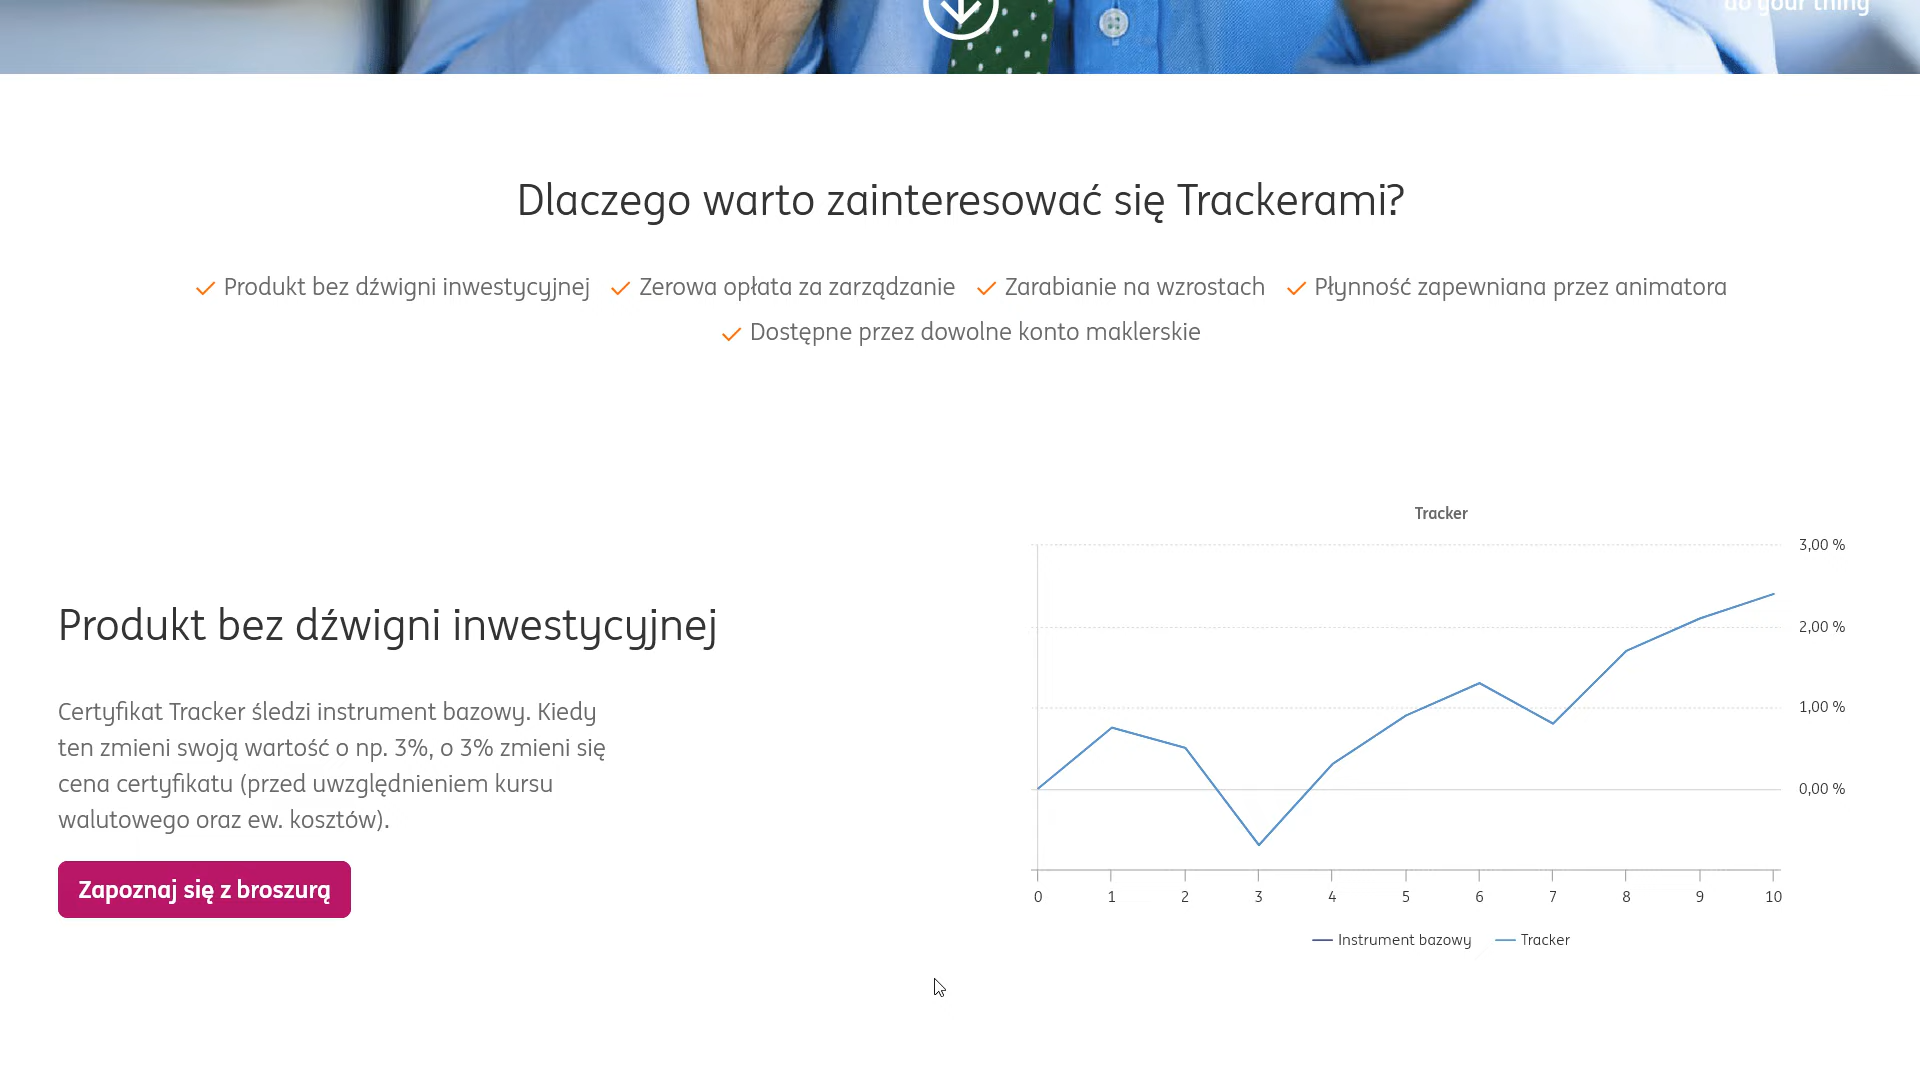 do your thing
Dlaczego warto zainteresować się Trackerami?
Produkt bez dźwigni inwestycyjnej Zerowa opłata za zarządzanie Zarabianie na wzrostach Płynność zapewniana przez animatora
Dostępne przez dowolne konto maklerskie
Produkt bez dźwigni inwestycyjnej
Certyfikat Tracker śledzi instrument bazowy. Kiedy
ten zmieni swoją wartość o np. 3%, o 3% zmieni się
cena certyfikatu (przed uwzględnieniem kursu
walutowego oraz ew. kosztów).
Zapoznaj się z broszurą
Tracker
3,00 %
2,00 %
1,00 %
0,00 %
0 1 2 3 4 5 6 7 8 9 10
Instrument bazowy Tracker